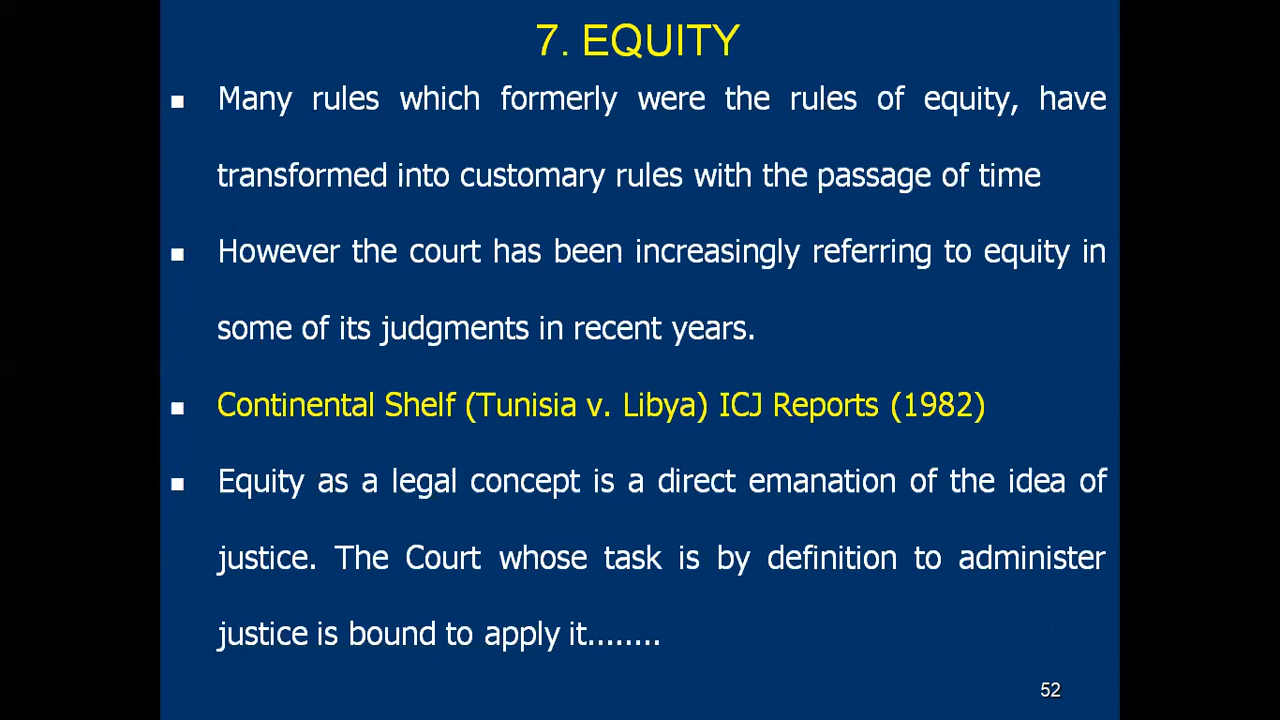 7. EQUITY
▪ Many rules which formerly were the rules of equity, have
transformed into customary rules with the passage of time
▪ However the court has been increasingly referring to equity in
some of its judgments in recent years.
▪ Continental Shelf (Tunisia v. Libya) ICJ Reports (1982)
▪ Equity as a legal concept is a direct emanation of the idea of
justice. The Court whose task is by definition to administer
justice is bound to apply it........
52